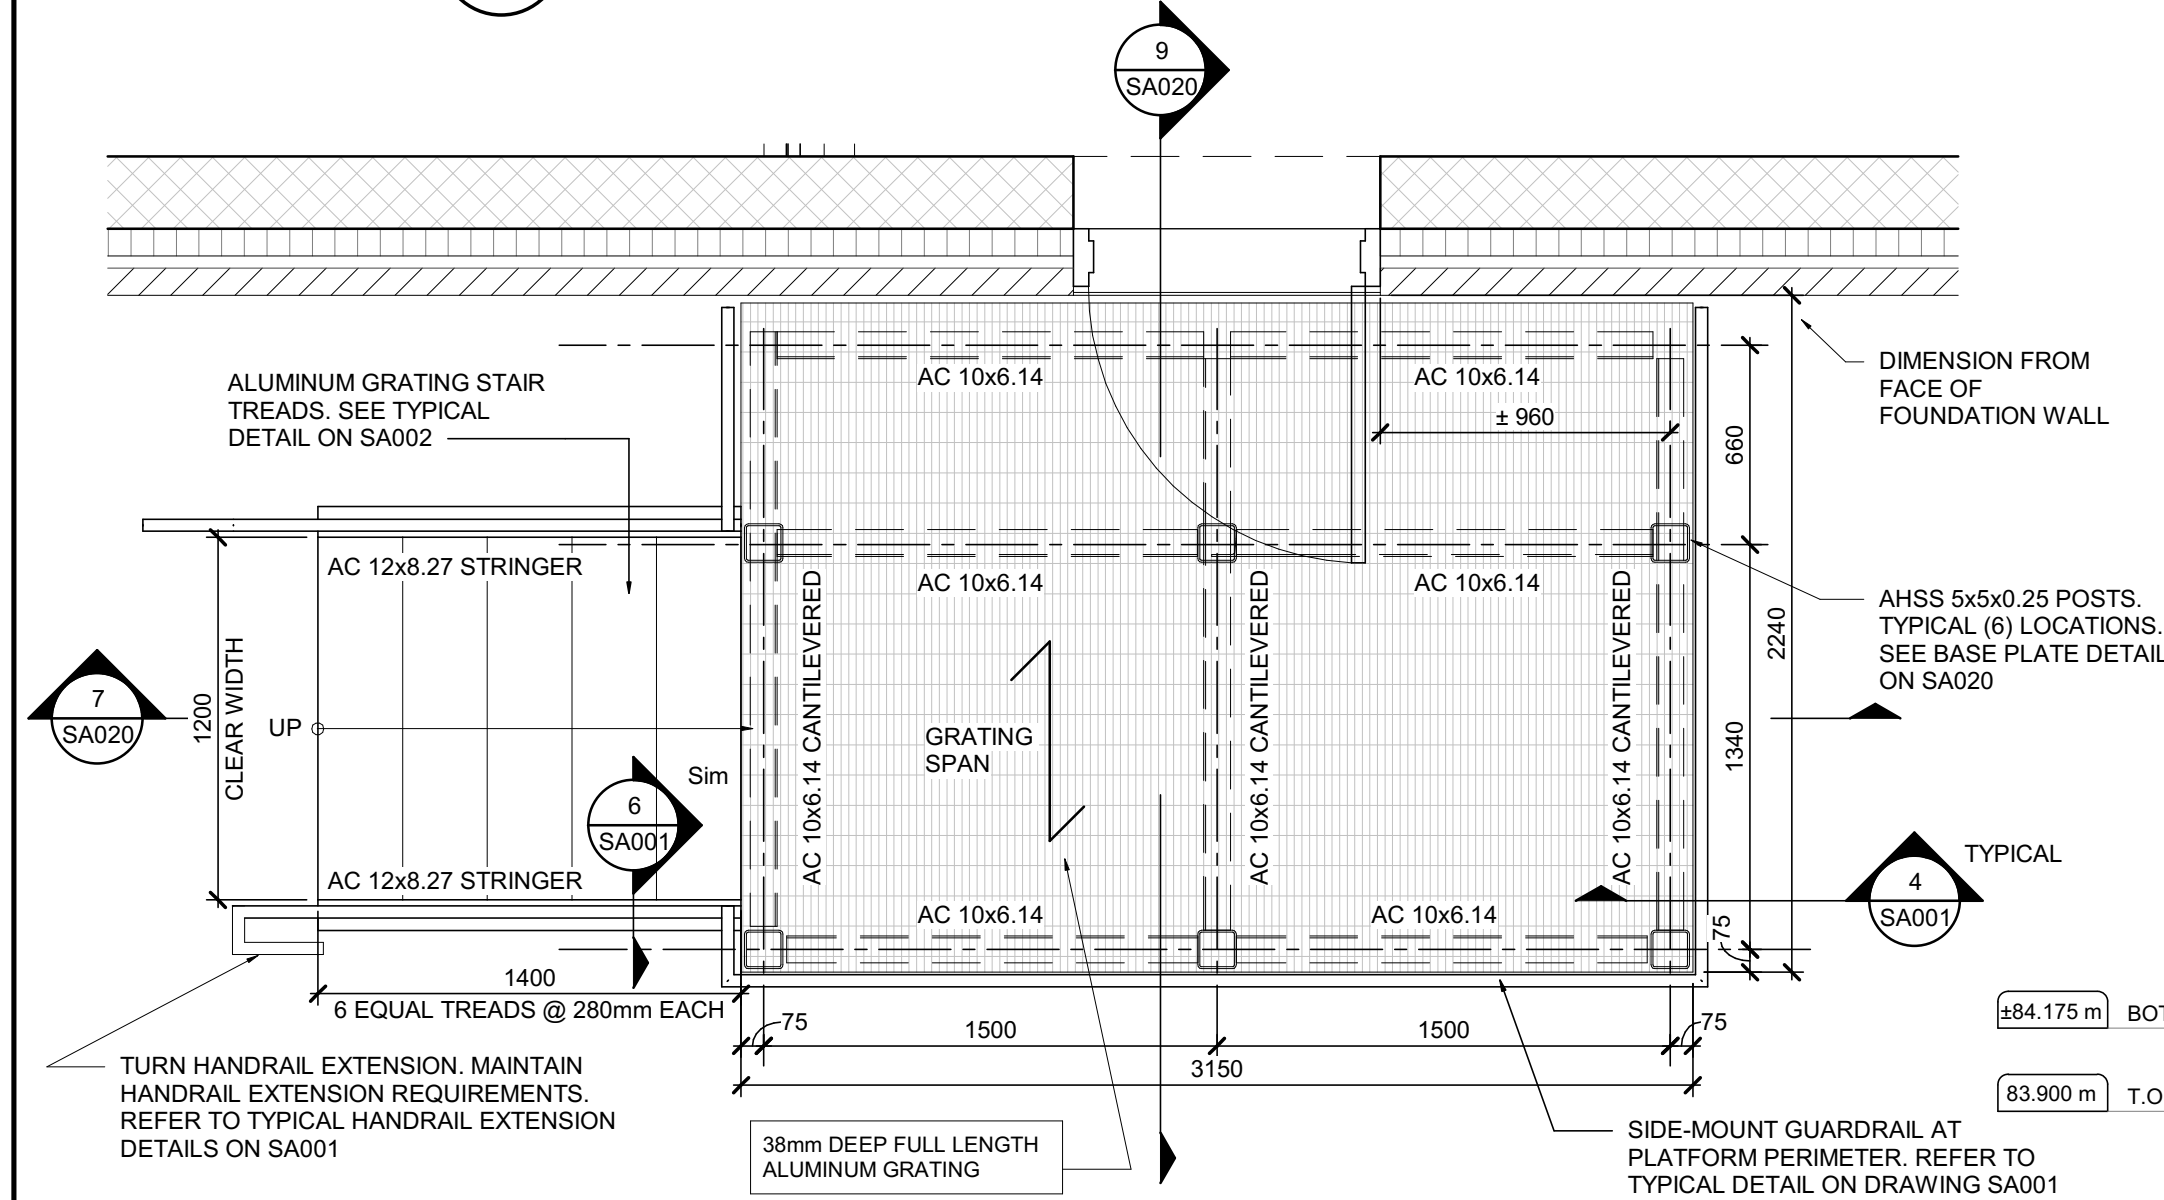 9
SA020
ALUMINUM GRATING STAIR
TREADS. SEE TYPICAL
DETAIL ON SA002
AC 10x6.14
AC 10x6.14
± 960
660
DIMENSION FROM
FACE OF
FOUNDATION WALL
AC 12x8.27 STRINGER
AC 10x6.14
AC 10x6.14
AHSS 5x5x0.25 POSTS.
TYPICAL (6) LOCATIONS.
SEE BASE PLATE DETAIL
ON SA020
2240
7
SA020
1200
CLEAR WIDTH
UP
AC 10x6.14 CANTILEVERED
GRATING
SPAN
AC 10x6.14 CANTILEVERED
AC 10x6.14 CANTILEVERED
1340
Sim
6
SA001
TYPICAL
4
SA001
AC 12x8.27 STRINGER
AC 10x6.14
AC 10x6.14
75
1400
6 EQUAL TREADS @ 280mm EACH
75
1500
1500
75
3150
±84.175 m BOT
83.900 m T.O
TURN HANDRAIL EXTENSION. MAINTAIN
HANDRAIL EXTENSION REQUIREMENTS.
REFER TO TYPICAL HANDRAIL EXTENSION
DETAILS ON SA001
38mm DEEP FULL LENGTH
ALUMINUM GRATING
SIDE-MOUNT GUARDRAIL AT
PLATFORM PERIMETER. REFER TO
TYPICAL DETAIL ON DRAWING SA001